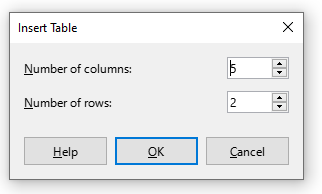 Insert Table
Number of columns: 5
Number of rows: 2
Help OK Cancel